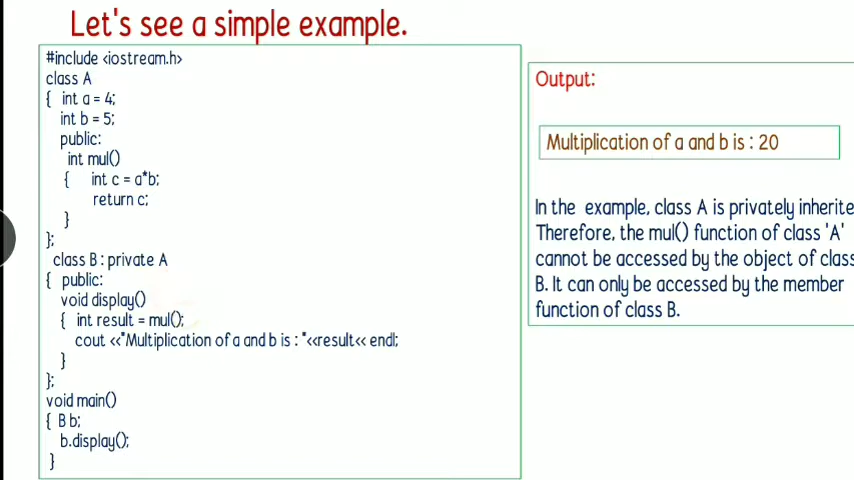 Let's see a simple example.
#include <iostream.h>
class A
{ int a = 4;
int b = 5;
public:
int mul()
{ int c = a*b;
return c;
}
};
class B : private A
{ public:
void display()
{ int result = mul();
cout <<"Multiplication of a and b is : "<<result<< endl;
}
};
void main()
{ B b;
b.display();
}
Output:
Multiplication of a and b is : 20
In the example, class A is privately inherite
Therefore, the mul() function of class 'A'
cannot be accessed by the object of class
B. It can only be accessed by the member
function of class B.